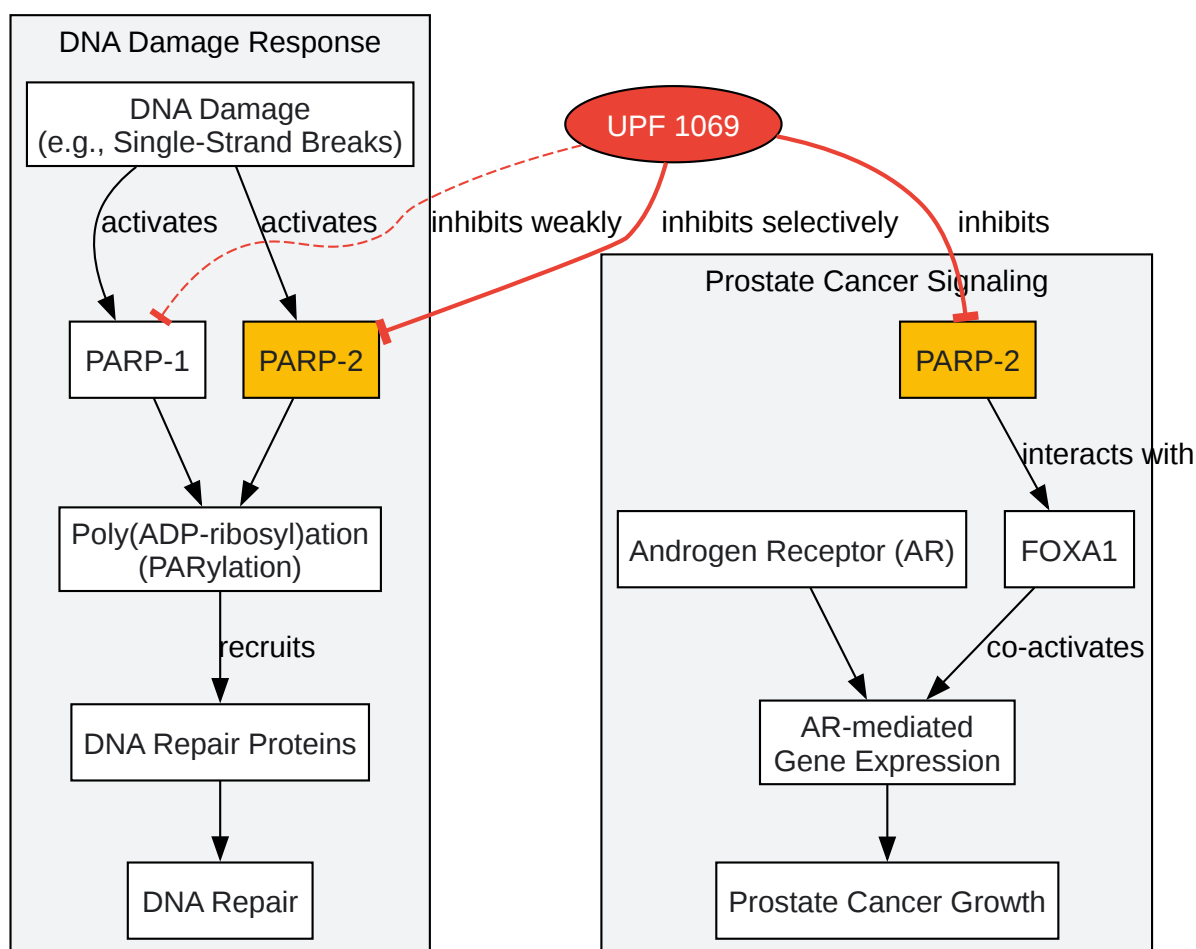 DNA Damage Response
DNA Damage
(e.g., Single-Strand Breaks)
UPF 1069
activates
activates
inhibits weakly
inhibits selectively
inhibits
Prostate Cancer Signaling
PARP-1
PARP-2
PARP-2
interacts with
Poly(ADP-ribosyl)ation
(PARylation)
Androgen Receptor (AR)
FOXA1
recruits
co-activates
DNA Repair Proteins
AR-mediated
Gene Expression
DNA Repair
Prostate Cancer Growth